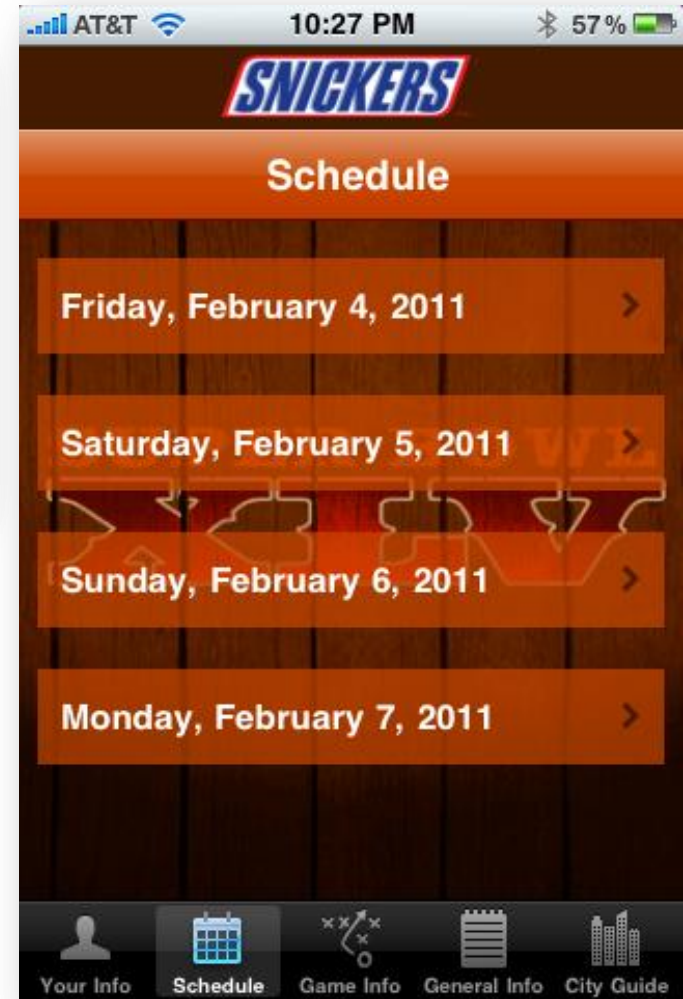 AT&T 10:27 PM 57%
SNICKERS
Schedule
Friday, February 4, 2011
Saturday, February 5, 2011
Sunday, February 6, 2011
Monday, February 7, 2011
Your Info Schedule Game Info General Info City Guide